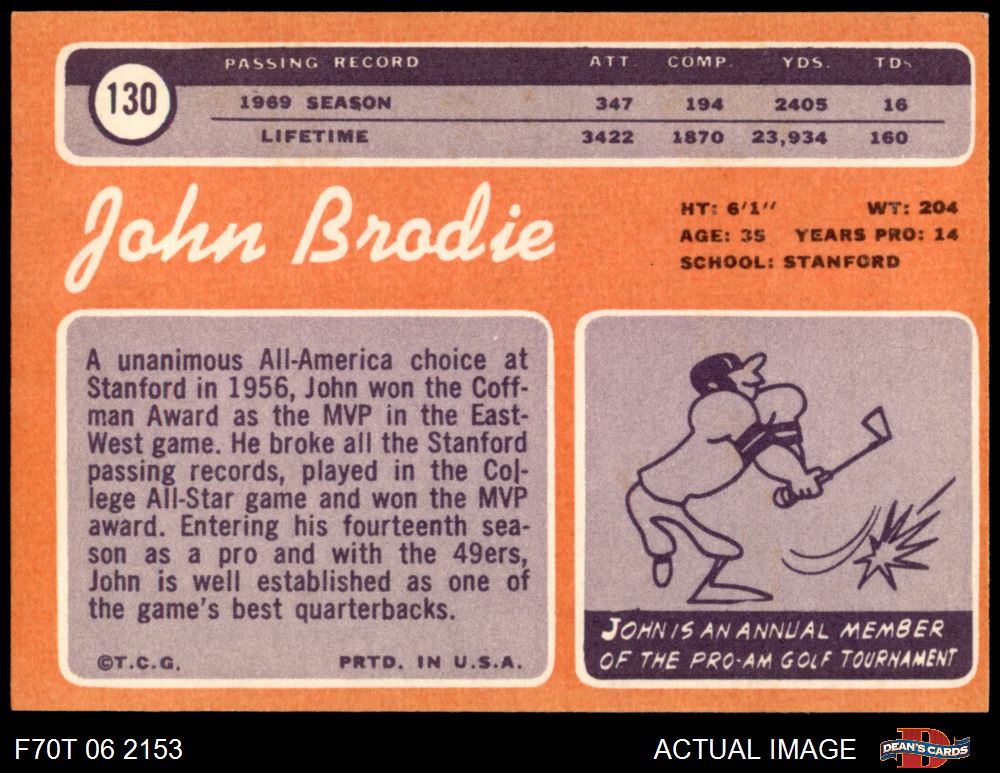 130
PASSING RECORD ATT. COMP. YDS. TDs
1969 SEASON 347 194 2405 16
LIFETIME 3422 1870 23,934 160
John Brodie
HT: 6'1" WT: 204
AGE: 35 YEARS PRO: 14
SCHOOL: STANFORD
A unanimous All-America choice at
Stanford in 1956, John won the Coff-
man Award as the MVP in the East-
West game. He broke all the Stanford
passing records, played in the Col-
lege All-Star game and won the MVP
award. Entering his fourteenth sea-
son as a pro and with the 49ers,
John is well established as one of
the game's best quarterbacks.
©T.C.G. PRTD. IN U.S.A.
JOHN IS AN ANNUAL MEMBER
OF THE PRO-AM GOLF TOURNAMENT
F70T 06 2153 ACTUAL IMAGE DEAN'S CARDS